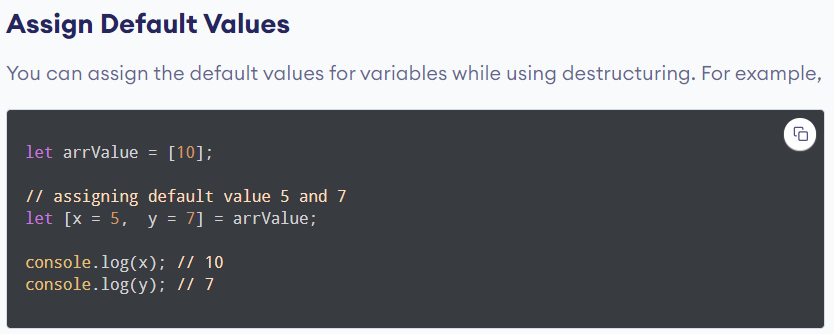 Assign Default Values
You can assign the default values for variables while using destructuring. For example,
let arrValue = [10];
// assigning default value 5 and 7
let [x = 5,  y = 7] = arrValue;
console.log(x); // 10
console.log(y); // 7